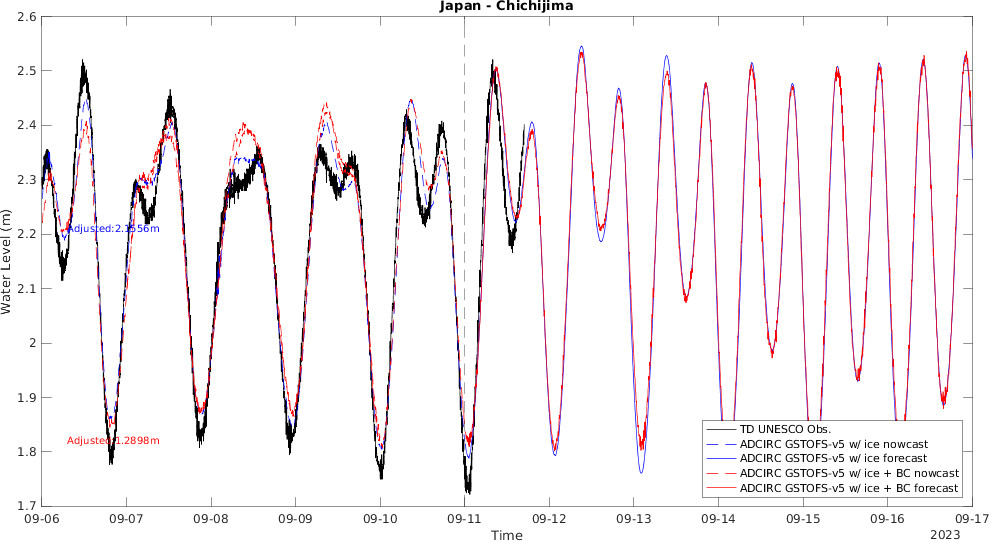 Japan - Chichijima
2.6
2.5
2.4
2.3
2.2
2.1
2
1.9
1.8
1.7
Water Level (m)
Adjusted:2.1556m
Adjusted:1.2898m
TD UNESCO Obs.
ADCIRC GSTOFS-v5 w/ ice nowcast
ADCIRC GSTOFS-v5 w/ ice forecast
ADCIRC GSTOFS-v5 w/ ice + BC nowcast
ADCIRC GSTOFS-v5 w/ ice + BC forecast
09-06 09-07 09-08 09-09 09-10 09-11 09-12 09-13 09-14 09-15 09-16 09-17
Time
2023